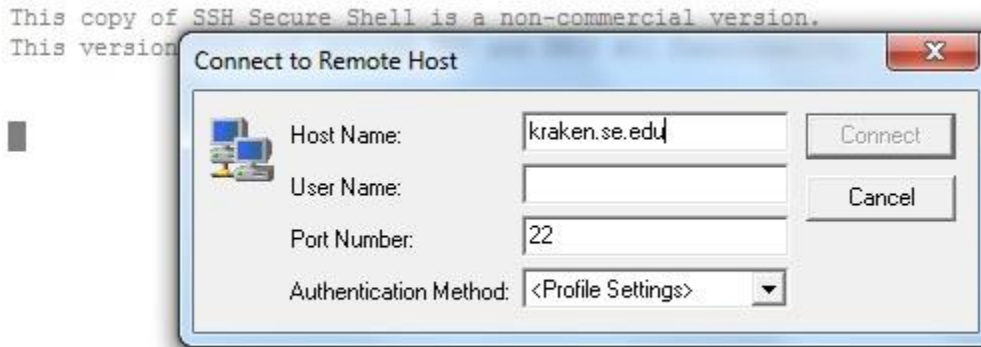 This copy of SSH Secure Shell is a non-commercial version.
This version
Connect to Remote Host
Host Name:
kraken.se.edu
Connect
User Name:
Cancel
Port Number:
22
Authentication Method:
<Profile Settings>